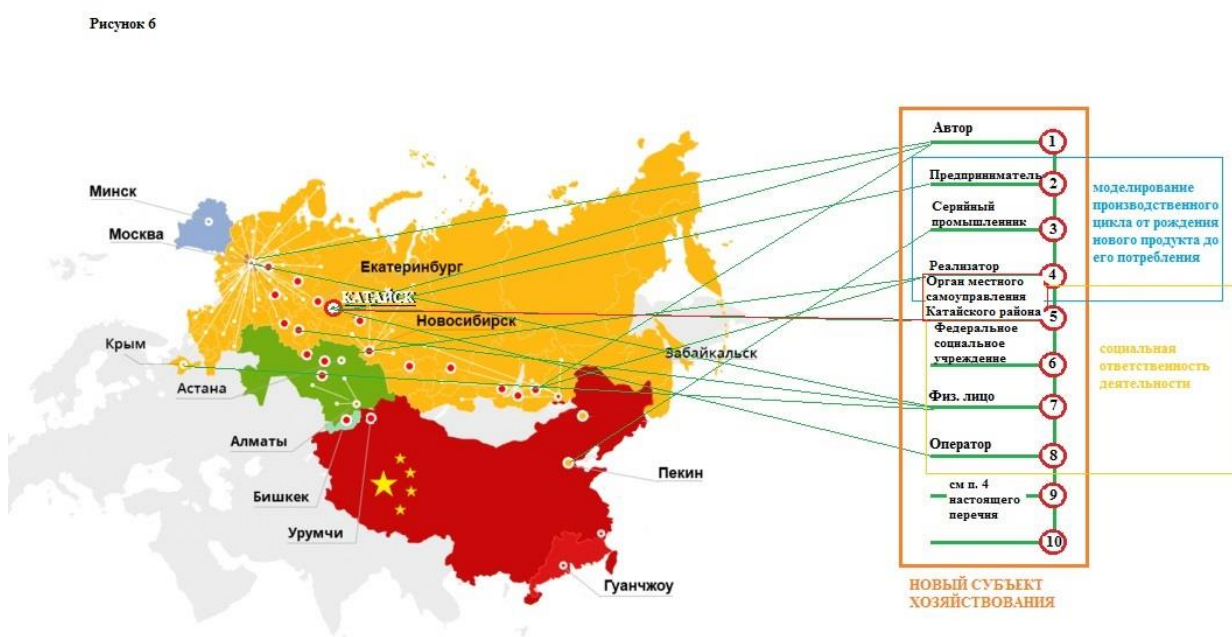 Рисунок 6
Минск
Москва
Екатеринбург
КАТАЙСК
Новосибирск
Крым
Забайкальск
Астана
Алматы
Бишкек
Урумчи
Пекин
Гуанчжоу
Автор
1
Предприниматель
2
Серийный
промышленник
3
Реализатор
4
Орган местного
самоуправления
Катайского района
5
Федеральное
социальное
учреждение
6
Физ. лицо
7
Оператор
8
см п. 4
настоящего
перечня
9
10
моделирование
производственного
цикла от рождения
нового продукта до
его потребления
социальная
ответственность
деятельности
НОВЫЙ СУБЪЕКТ
ХОЗЯЙСТВОВАНИЯ